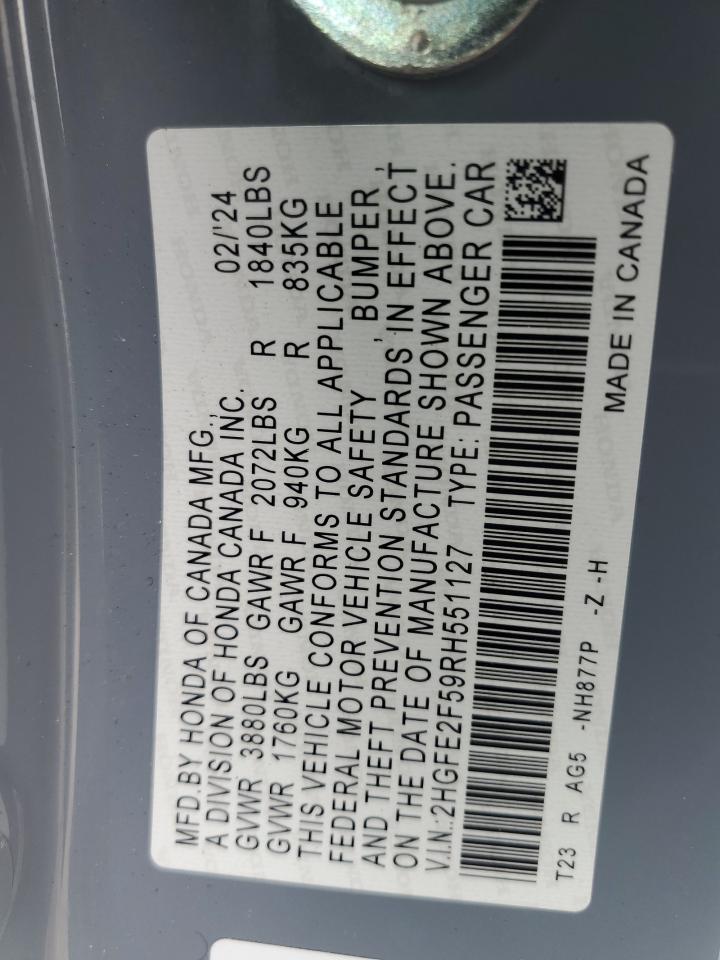 MFD.BY HONDA OF CANADA MFG.,
A DIVISION OF HONDA CANADA INC. 02/'24
GVWR 3880LBS GAWR F 2072LBS R 1840LBS
GVWR 1760KG GAWR F 940KG R 835KG
THIS VEHICLE CONFORMS TO ALL APPLICABLE
FEDERAL MOTOR VEHICLE SAFETY , BUMPER ,
AND THEFT PREVENTION STANDARDS IN EFFECT
ON THE DATE OF MANUFACTURE SHOWN ABOVE.
V.I.N.:2HGFE2F59RH551127 TYPE: PASSENGER CAR
T23 R AG5 -NH877P -Z -H MADE IN CANADA